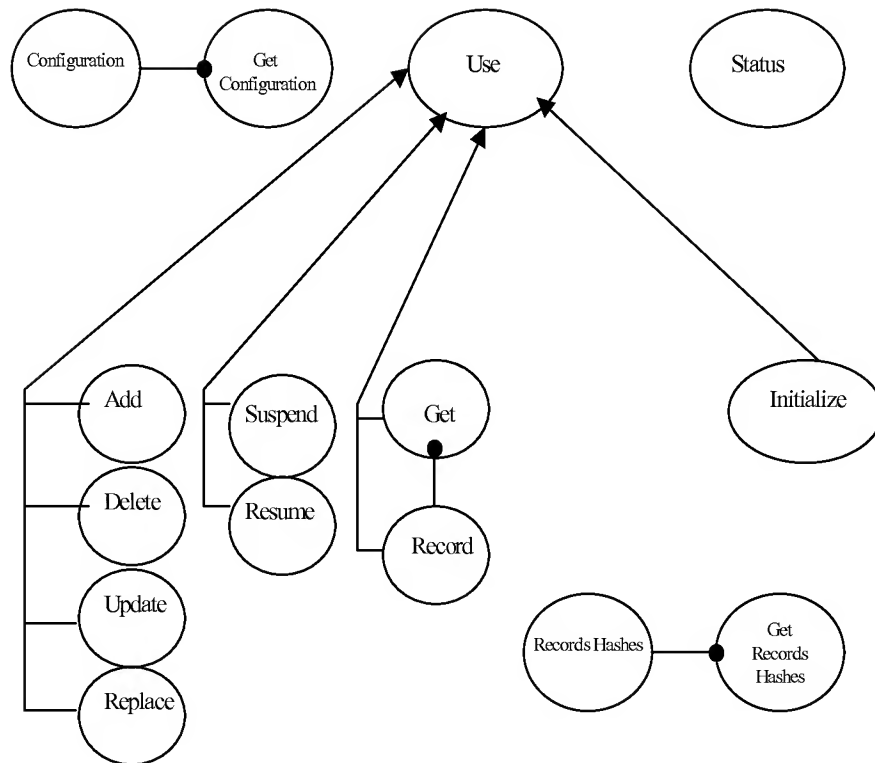 Configuration
Get
Configuration
Use
Status
Add
Suspend
Get
Initialize
Delete
Resume
Record
Update
Records Hashes
Get
Records
Hashes
Replace